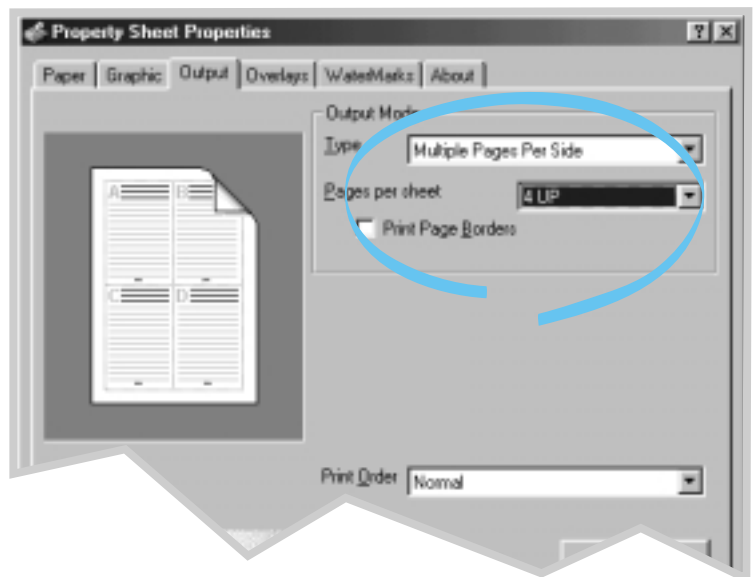 Property Sheet Properties
Paper Graphic Output Overlays WaterMarks About
Output Mode
Type Multiple Pages Per Side
Pages per sheet 4 UP
Print Page Borders
A B
C D
Print Order Normal